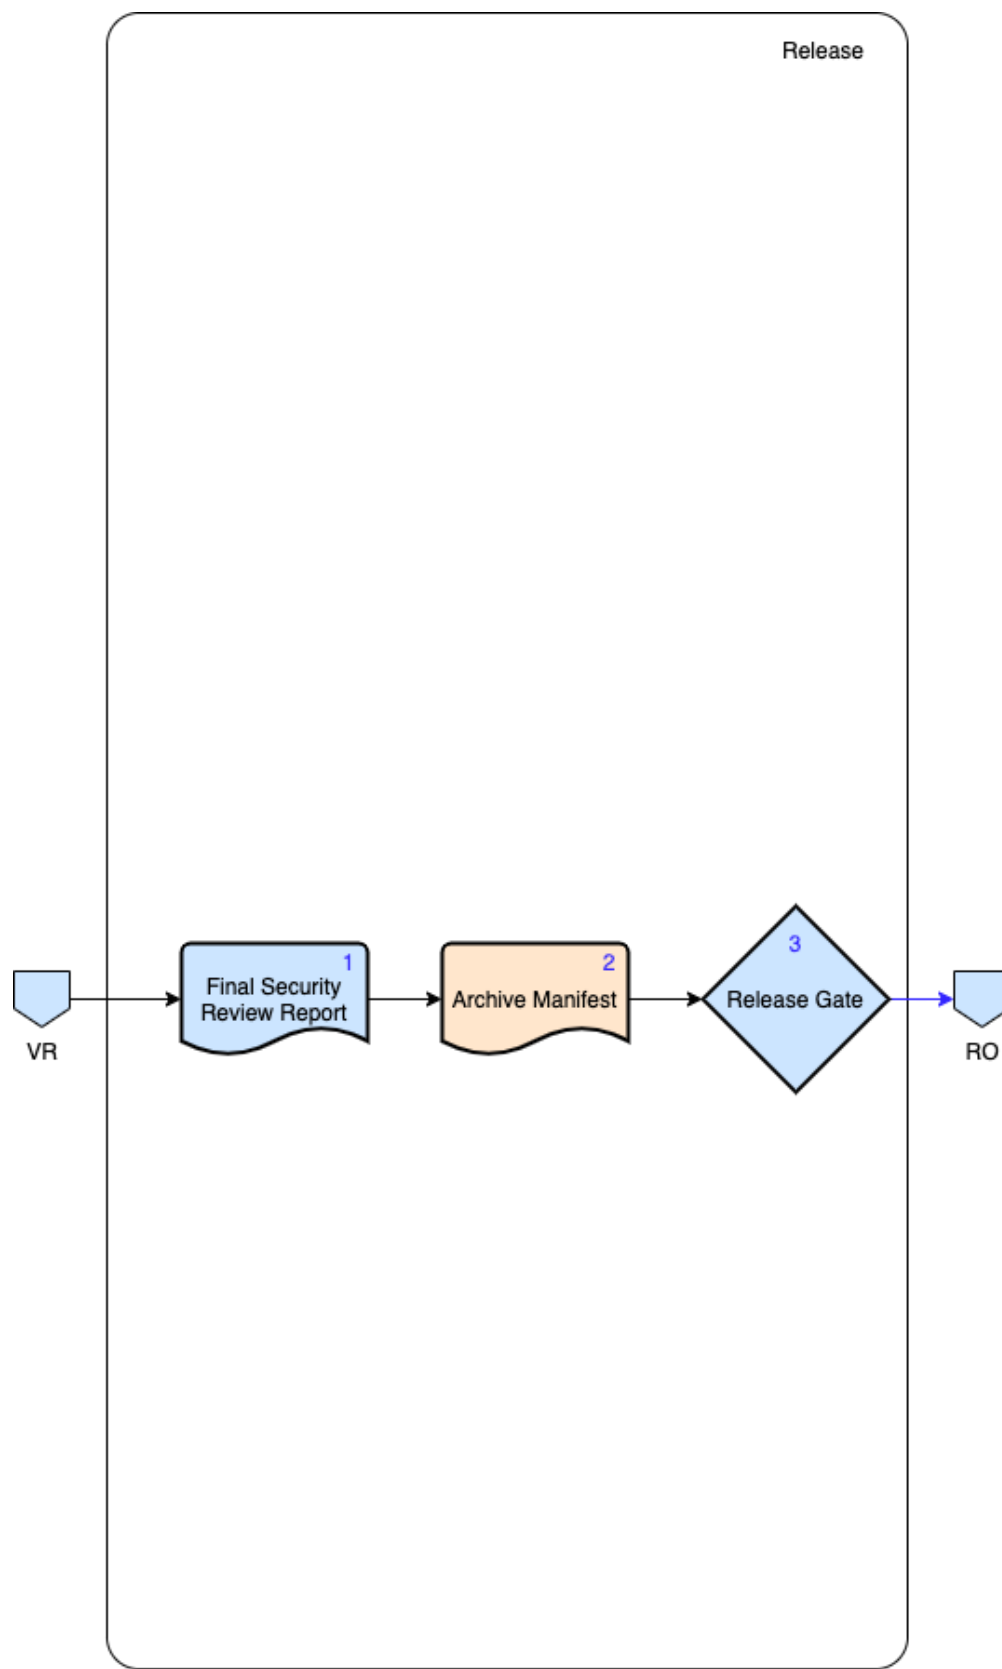 Release
1
Final Security
Review Report
2
Archive Manifest
3
Release Gate
VR
RO